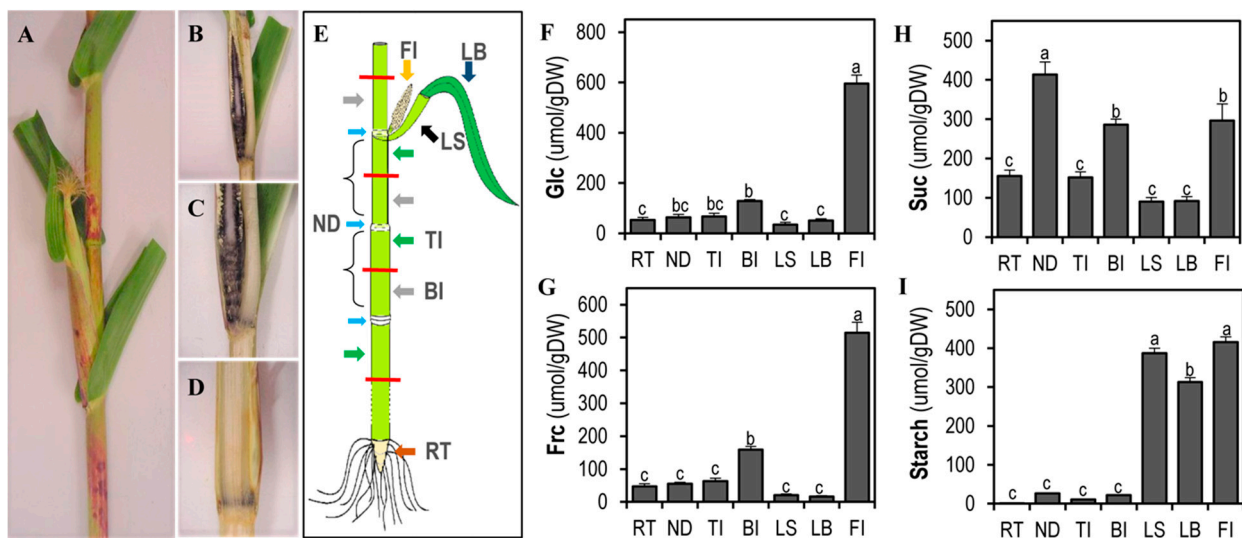 A
B
C
D
E
FI
LB
LS
ND
TI
BI
RT
F
Glc (umol/gDW)
800
600
400
200
0
c
bc
bc
b
c
c
a
RT ND TI BI LS LB FI
G
Frc (umol/gDW)
600
500
400
300
200
100
0
c
c
c
b
c
c
a
RT ND TI BI LS LB FI
H
Suc (umol/gDW)
500
400
300
200
100
0
c
a
c
b
c
c
b
RT ND TI BI LS LB FI
I
Starch (umol/gDW)
500
400
300
200
100
0
c
c
c
c
a
b
a
RT ND TI BI LS LB FI